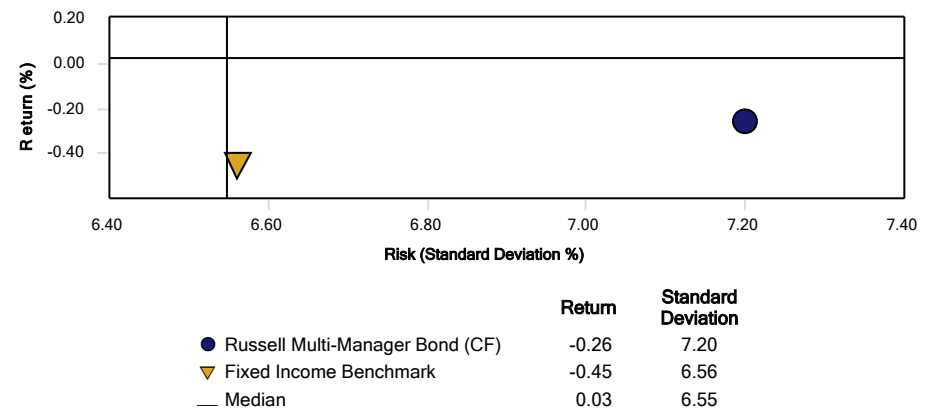 0.20
0.00
-0.20
-0.40
Return (%)
6.40 6.60 6.80 7.00 7.20 7.40
Risk (Standard Deviation %)
Return Standard Deviation
Russell Multi-Manager Bond (CF) -0.26 7.20
Fixed Income Benchmark -0.45 6.56
Median 0.03 6.55